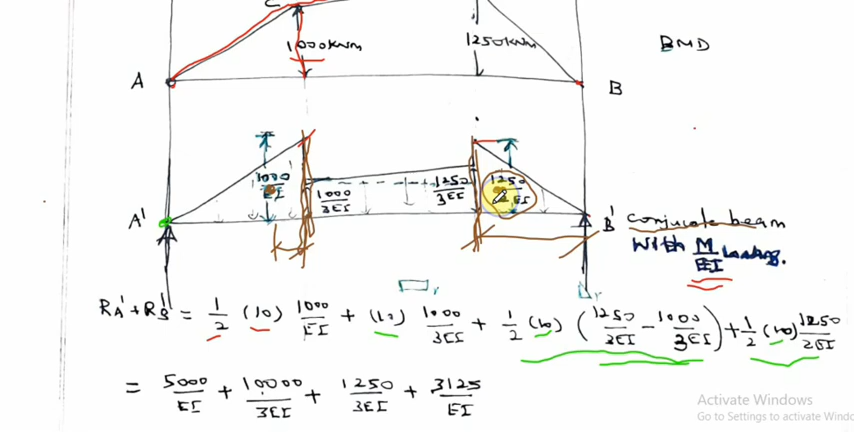 C
1000kNm
1250kNm
BMD
A
B
1000/EI
1000/3EI
1250/3EI
1250/2EI
A'
B'
conjucate beam
with M/EI loading.
RA' + RB' = 1/2 (10) 1000/EI + (10) 1000/3EI + 1/2 (10) (1250/3EI - 1000/3EI) + 1/2 (10) 1250/2EI
= 5000/EI + 10000/3EI + 1250/3EI + 3125/EI
Activate Windows
Go to Settings to activate Windo